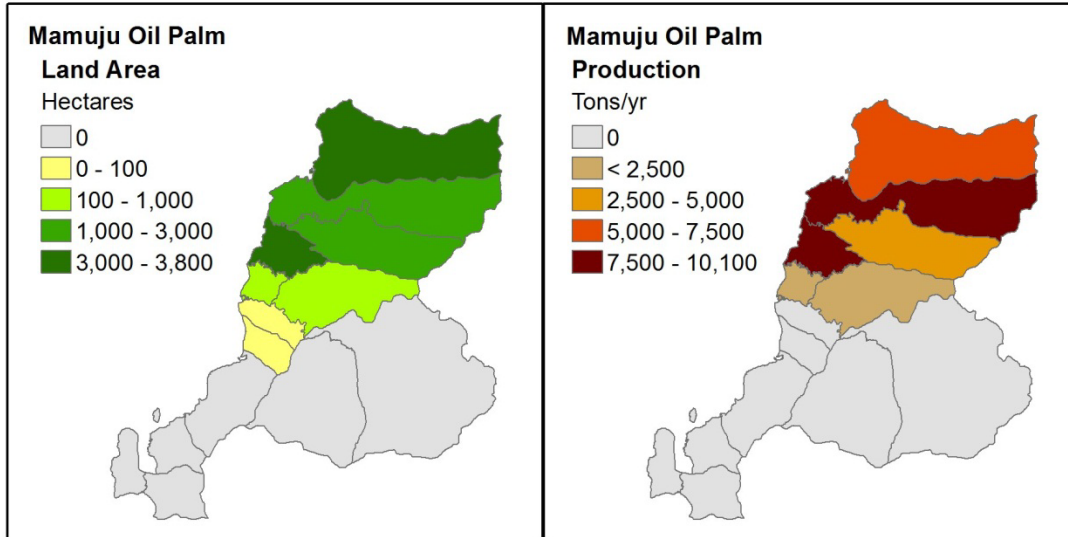 Mamuju Oil Palm
Land Area
Hectares
0
0 - 100
100 - 1,000
1,000 - 3,000
3,000 - 3,800
Mamuju Oil Palm
Production
Tons/yr
0
< 2,500
2,500 - 5,000
5,000 - 7,500
7,500 - 10,100